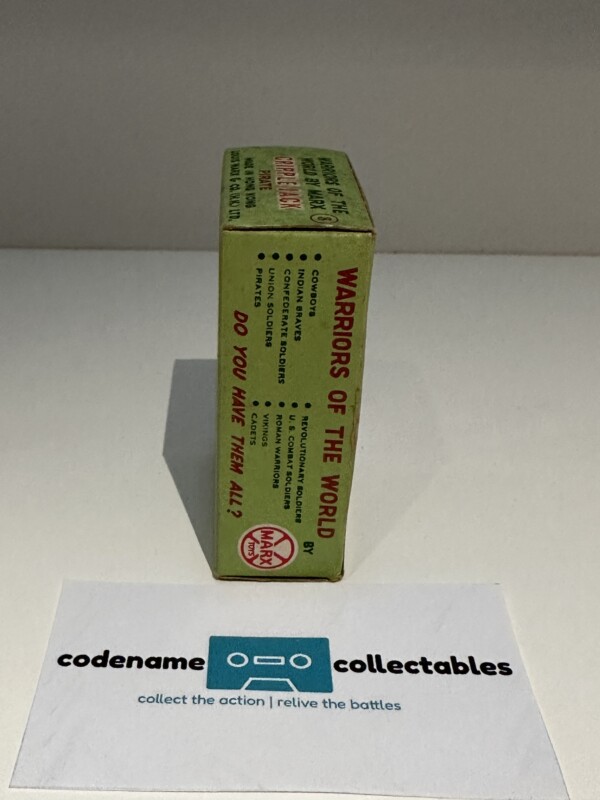 WARRIORS OF THE
WORLD BY MARX
CRIPPLE JACK
PIRATE
MADE IN HONG KONG
LOUIS MARX & CO. (H.K.) LTD.
WARRIORS OF THE WORLD
BY
MARX
TOYS
• COWBOYS
• INDIAN BRAVES
• CONFEDERATE SOLDIERS
• UNION SOLDIERS
• PIRATES
• REVOLUTIONARY SOLDIERS
• U. S. COMBAT SOLDIERS
• ROMAN WARRIORS
• VIKINGS
• CADETS
DO YOU HAVE THEM ALL?
codename collectables
collect the action | relive the battles